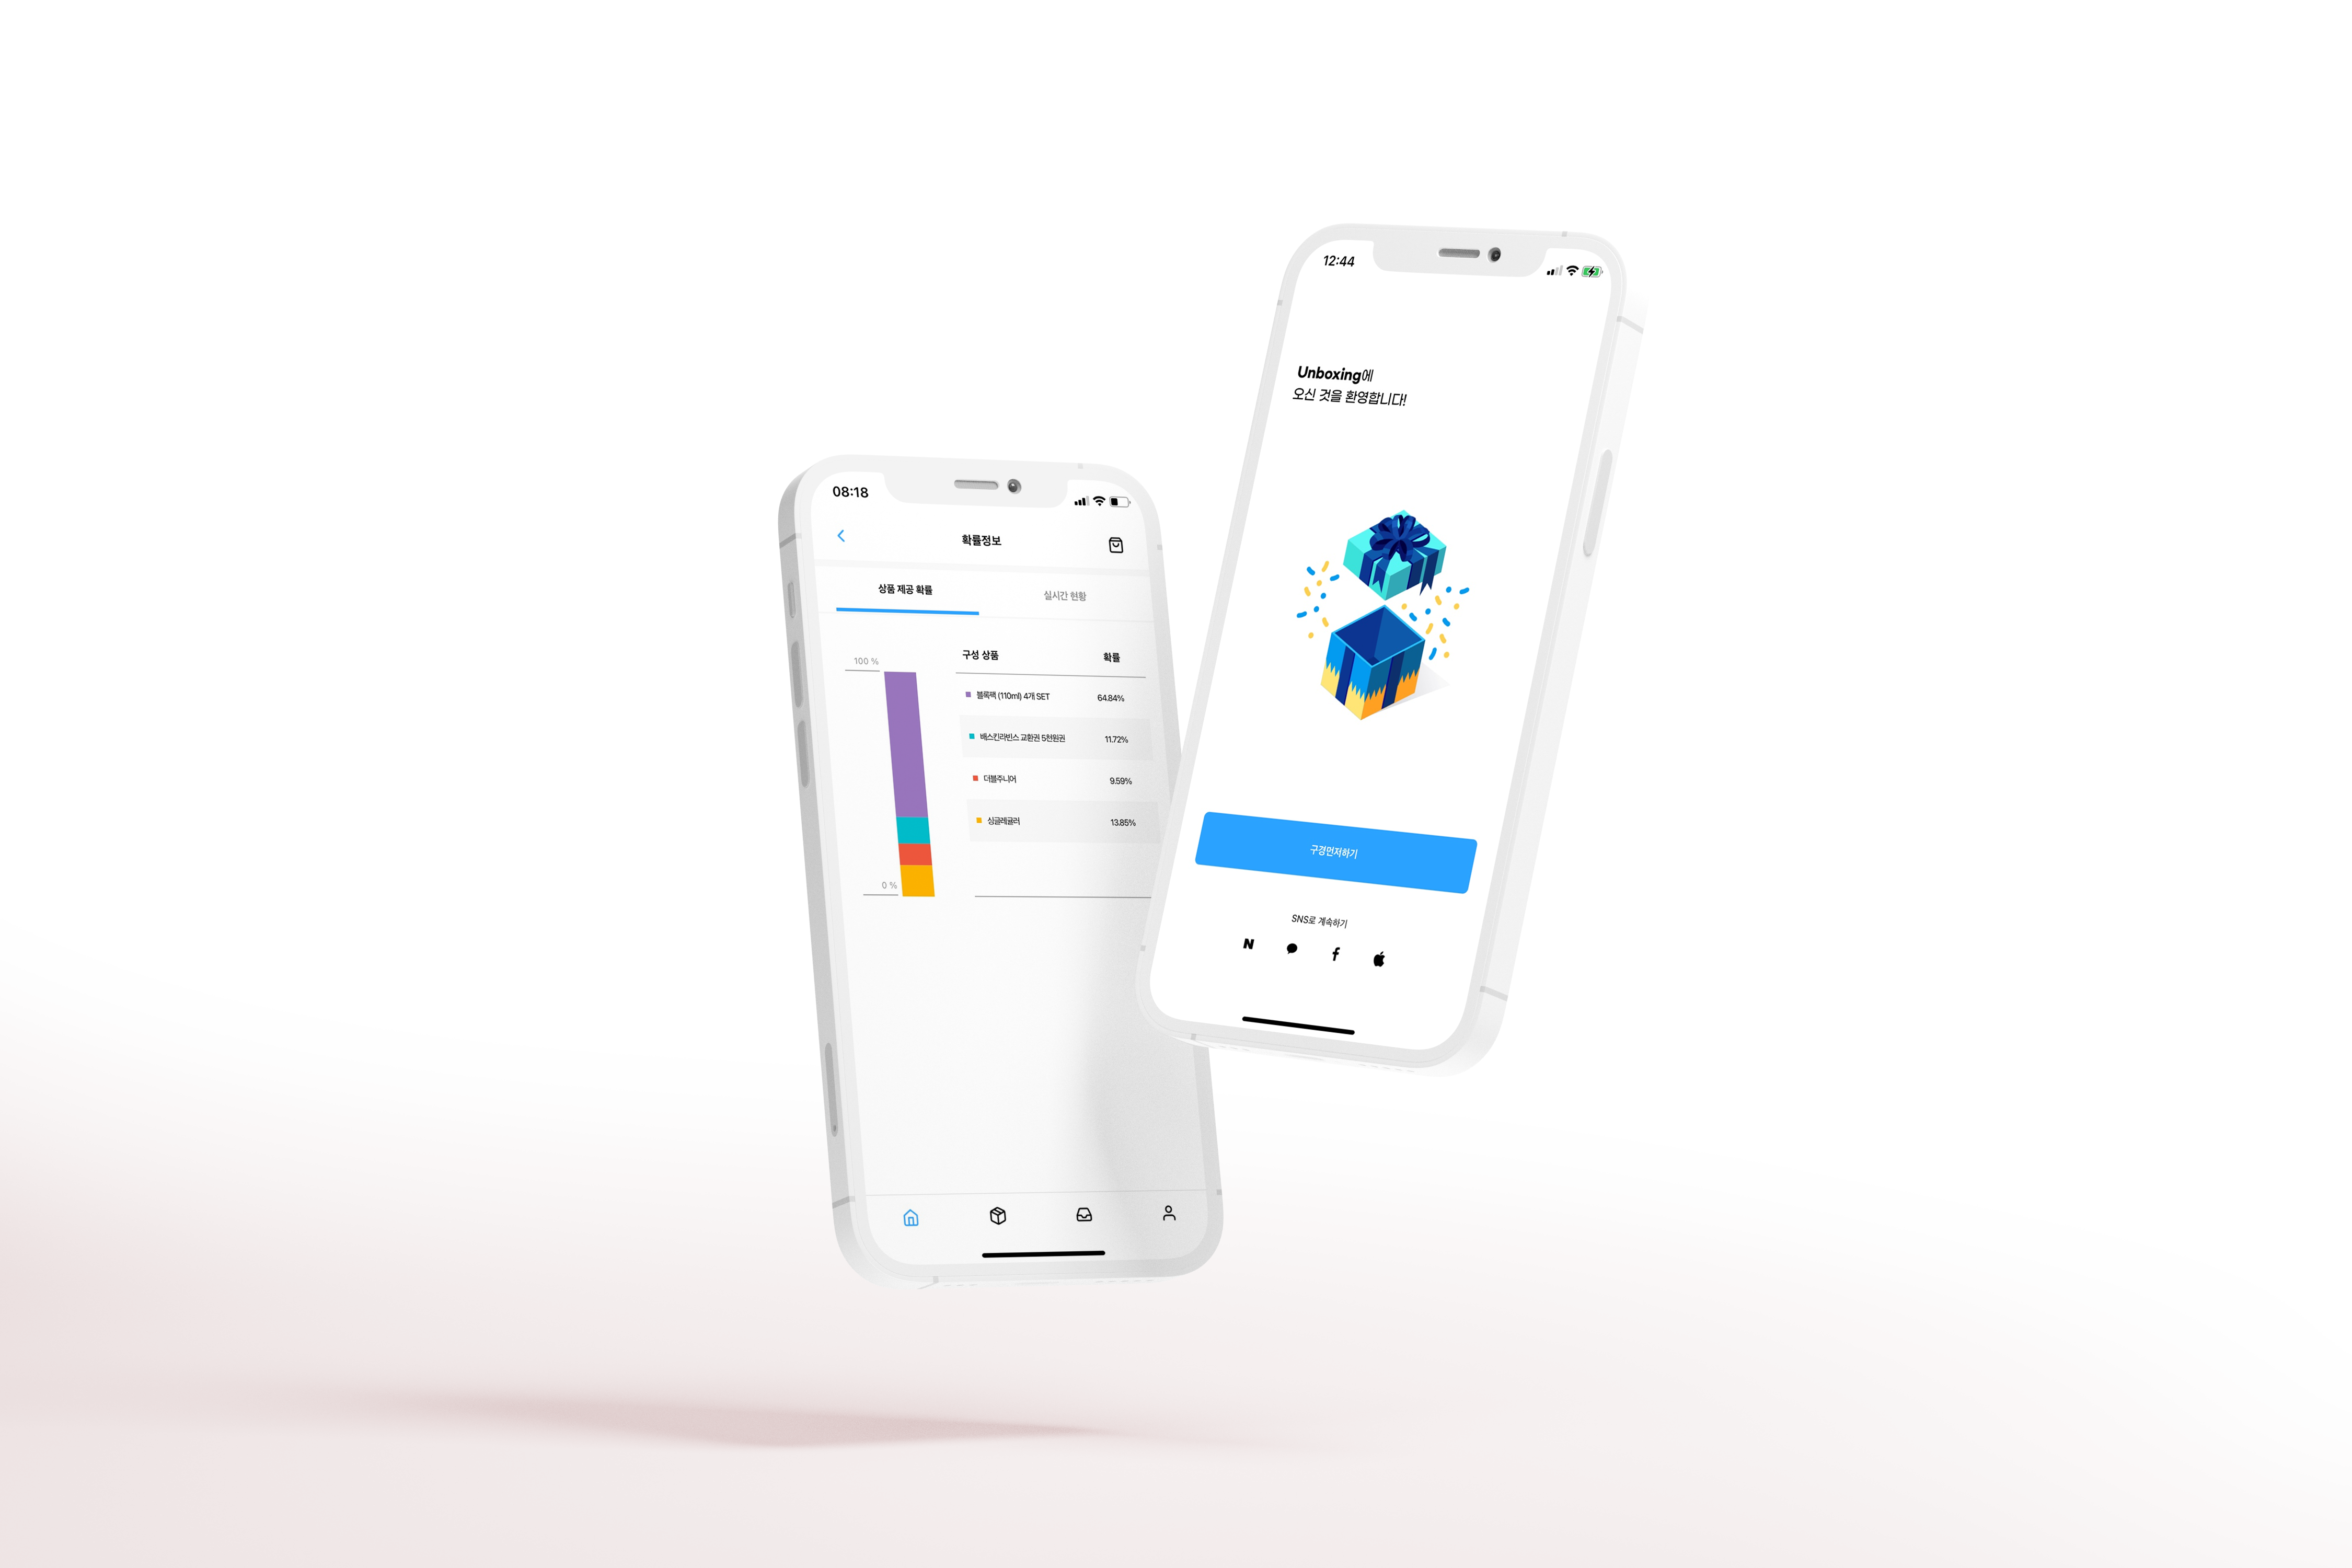 08:18
확률정보
상품 제공 확률
실시간 현황
100 %
0 %
구성 상품 확률
블록팩 (110ml) 4개 SET 64.84%
배스킨라빈스 교환권 5천원권 11.72%
더블주니어 9.59%
싱글레귤러 13.85%
12:44
Unboxing에
오신 것을 환영합니다!
구경먼저하기
SNS로 계속하기
N
f